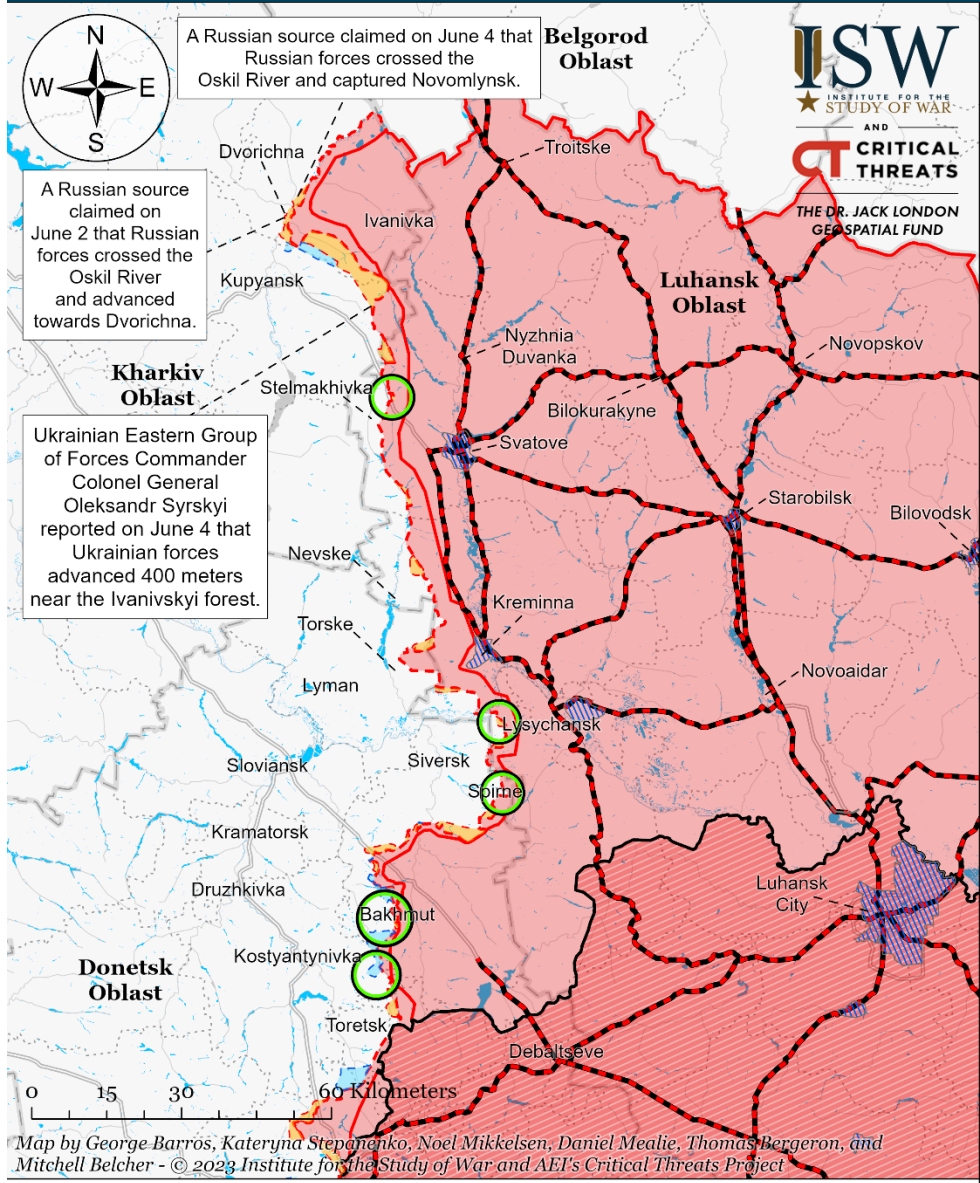 N
W
E
S
A Russian source claimed on June 4 that
Russian forces crossed the
Oskil River and captured Novomlynsk.
Belgorod
Oblast
ISW
INSTITUTE FOR THE
STUDY OF WAR
AND
CT CRITICAL
THREATS
THE DR. JACK LONDON
GEOSPATIAL FUND
Dvorichna
Troitske
A Russian source
claimed on
June 2 that Russian
forces crossed the
Oskil River
and advanced
towards Dvorichna.
Ivanivka
Kupyansk
Luhansk
Oblast
Nyzhnia
Duvanka
Novopskov
Kharkiv
Oblast
Stelmakhivka
Bilokurakyne
Ukrainian Eastern Group
of Forces Commander
Colonel General
Oleksandr Syrskyi
reported on June 4 that
Ukrainian forces
advanced 400 meters
near the Ivanivskyi forest.
Svatove
Starobilsk
Bilovodsk
Nevske
Kreminna
Torske
Lyman
Novoaidar
Lysychansk
Siversk
Sloviansk
Spirne
Kramatorsk
Druzhkivka
Luhansk
City
Bakhmut
Kostyantynivka
Donetsk
Oblast
Toretsk
Debaltseve
0 15 30 60 Kilometers
Map by George Barros, Kateryna Stepanenko, Noel Mikkelsen, Daniel Mealie, Thomas Bergeron, and
Mitchell Belcher - © 2023 Institute for the Study of War and AEI's Critical Threats Project